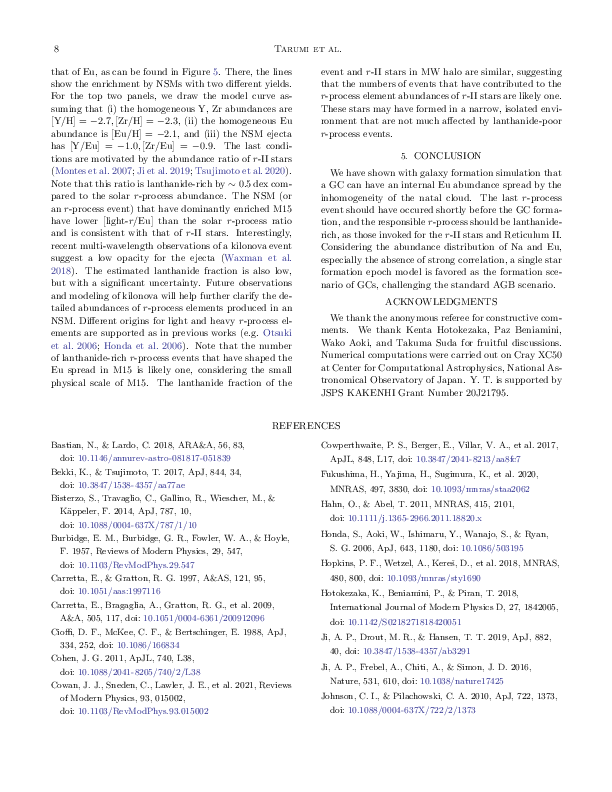 8
Tarumi et al.
that of Eu, as can be found in Figure 5. There, the lines
show the enrichment by NSMs with two different yields.
For the top two panels, we draw the model curve as-
suming that (i) the homogeneous Y, Zr abundances are
[Y/H] = −2.7, [Zr/H] = −2.3, (ii) the homogeneous Eu
abundance is [Eu/H] = −2.1, and (iii) the NSM ejecta
has [Y/Eu] = −1.0, [Zr/Eu] = −0.9. The last condi-
tions are motivated by the abundance ratio of r-II stars
(Montes et al. 2007; Ji et al. 2019; Tsujimoto et al. 2020).
Note that this ratio is lanthanide-rich by ∼ 0.5 dex com-
pared to the solar r-process abundance. The NSM (or
an r-process event) that have dominantly enriched M15
have lower [light-r/Eu] than the solar r-process ratio
and is consistent with that of r-II stars. Interestingly,
recent multi-wavelength observations of a kilonova event
suggest a low opacity for the ejecta (Waxman et al.
2018). The estimated lanthanide fraction is also low,
but with a significant uncertainty. Future observations
and modeling of kilonova will help further clarify the de-
tailed abundances of r-process elements produced in an
NSM. Different origins for light and heavy r-process el-
ements are supported as in previous works (e.g. Otsuki
et al. 2006; Honda et al. 2006). Note that the number
of lanthanide-rich r-process events that have shaped the
Eu spread in M15 is likely one, considering the small
physical scale of M15. The lanthanide fraction of the
event and r-II stars in MW halo are similar, suggesting
that the numbers of events that have contributed to the
r-process element abundances of r-II stars are likely one.
These stars may have formed in a narrow, isolated envi-
ronment that are not much affected by lanthanide-poor
r-process events.
5. CONCLUSION
We have shown with galaxy formation simulation that
a GC can have an internal Eu abundance spread by the
inhomogeneity of the natal cloud. The last r-process
event should have occured shortly before the GC forma-
tion, and the responsible r-process should be lanthanide-
rich, as those invoked for the r-II stars and Reticulum II.
Considering the abundance distribution of Na and Eu,
especially the absence of strong correlation, a single star
formation epoch model is favored as the formation sce-
nario of GCs, challenging the standard AGB scenario.
ACKNOWLEDGMENTS
We thank the anonymous referee for constructive com-
ments. We thank Kenta Hotokezaka, Paz Beniamini,
Wako Aoki, and Takuma Suda for fruitful discussions.
Numerical computations were carried out on Cray XC50
at Center for Computational Astrophysics, National As-
tronomical Observatory of Japan. Y. T. is supported by
JSPS KAKENHI Grant Number 20J21795.
REFERENCES
Bastian, N., & Lardo, C. 2018, ARA&A, 56, 83,
doi: 10.1146/annurev-astro-081817-051839
Bekki, K., & Tsujimoto, T. 2017, ApJ, 844, 34,
doi: 10.3847/1538-4357/aa77ae
Bisterzo, S., Travaglio, C., Gallino, R., Wiescher, M., &
Käppeler, F. 2014, ApJ, 787, 10,
doi: 10.1088/0004-637X/787/1/10
Burbidge, E. M., Burbidge, G. R., Fowler, W. A., & Hoyle,
F. 1957, Reviews of Modern Physics, 29, 547,
doi: 10.1103/RevModPhys.29.547
Carretta, E., & Gratton, R. G. 1997, A&AS, 121, 95,
doi: 10.1051/aas:1997116
Carretta, E., Bragaglia, A., Gratton, R. G., et al. 2009,
A&A, 505, 117, doi: 10.1051/0004-6361/200912096
Cioffi, D. F., McKee, C. F., & Bertschinger, E. 1988, ApJ,
334, 252, doi: 10.1086/166834
Cohen, J. G. 2011, ApJL, 740, L38,
doi: 10.1088/2041-8205/740/2/L38
Cowan, J. J., Sneden, C., Lawler, J. E., et al. 2021, Reviews
of Modern Physics, 93, 015002,
doi: 10.1103/RevModPhys.93.015002
Cowperthwaite, P. S., Berger, E., Villar, V. A., et al. 2017,
ApJL, 848, L17, doi: 10.3847/2041-8213/aa8fc7
Fukushima, H., Yajima, H., Sugimura, K., et al. 2020,
MNRAS, 497, 3830, doi: 10.1093/mnras/staa2062
Hahn, O., & Abel, T. 2011, MNRAS, 415, 2101,
doi: 10.1111/j.1365-2966.2011.18820.x
Honda, S., Aoki, W., Ishimaru, Y., Wanajo, S., & Ryan,
S. G. 2006, ApJ, 643, 1180, doi: 10.1086/503195
Hopkins, P. F., Wetzel, A., Kereš, D., et al. 2018, MNRAS,
480, 800, doi: 10.1093/mnras/sty1690
Hotokezaka, K., Beniamini, P., & Piran, T. 2018,
International Journal of Modern Physics D, 27, 1842005,
doi: 10.1142/S0218271818420051
Ji, A. P., Drout, M. R., & Hansen, T. T. 2019, ApJ, 882,
40, doi: 10.3847/1538-4357/ab3291
Ji, A. P., Frebel, A., Chiti, A., & Simon, J. D. 2016,
Nature, 531, 610, doi: 10.1038/nature17425
Johnson, C. I., & Pilachowski, C. A. 2010, ApJ, 722, 1373,
doi: 10.1088/0004-637X/722/2/1373